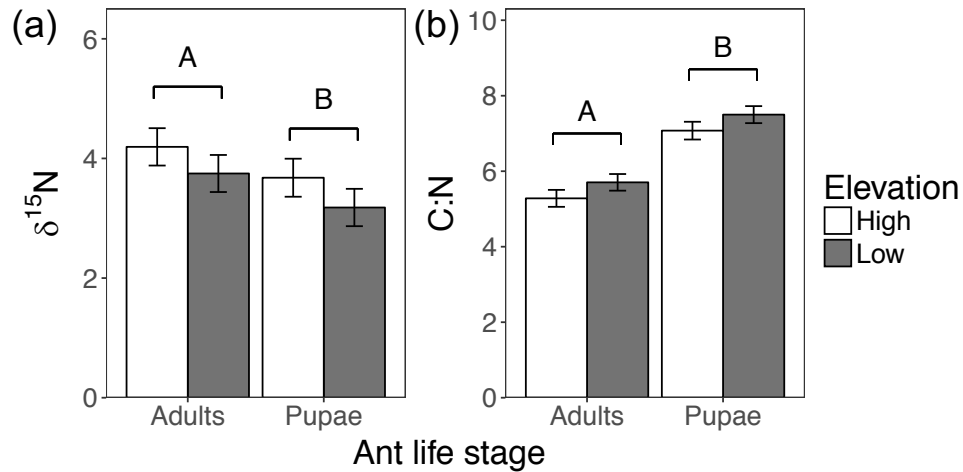 (a)
6
4
2
0
δ¹⁵N
A
B
Adults
Pupae
(b)
10
8
6
4
2
0
C:N
A
B
Adults
Pupae
Ant life stage
Elevation
High
Low